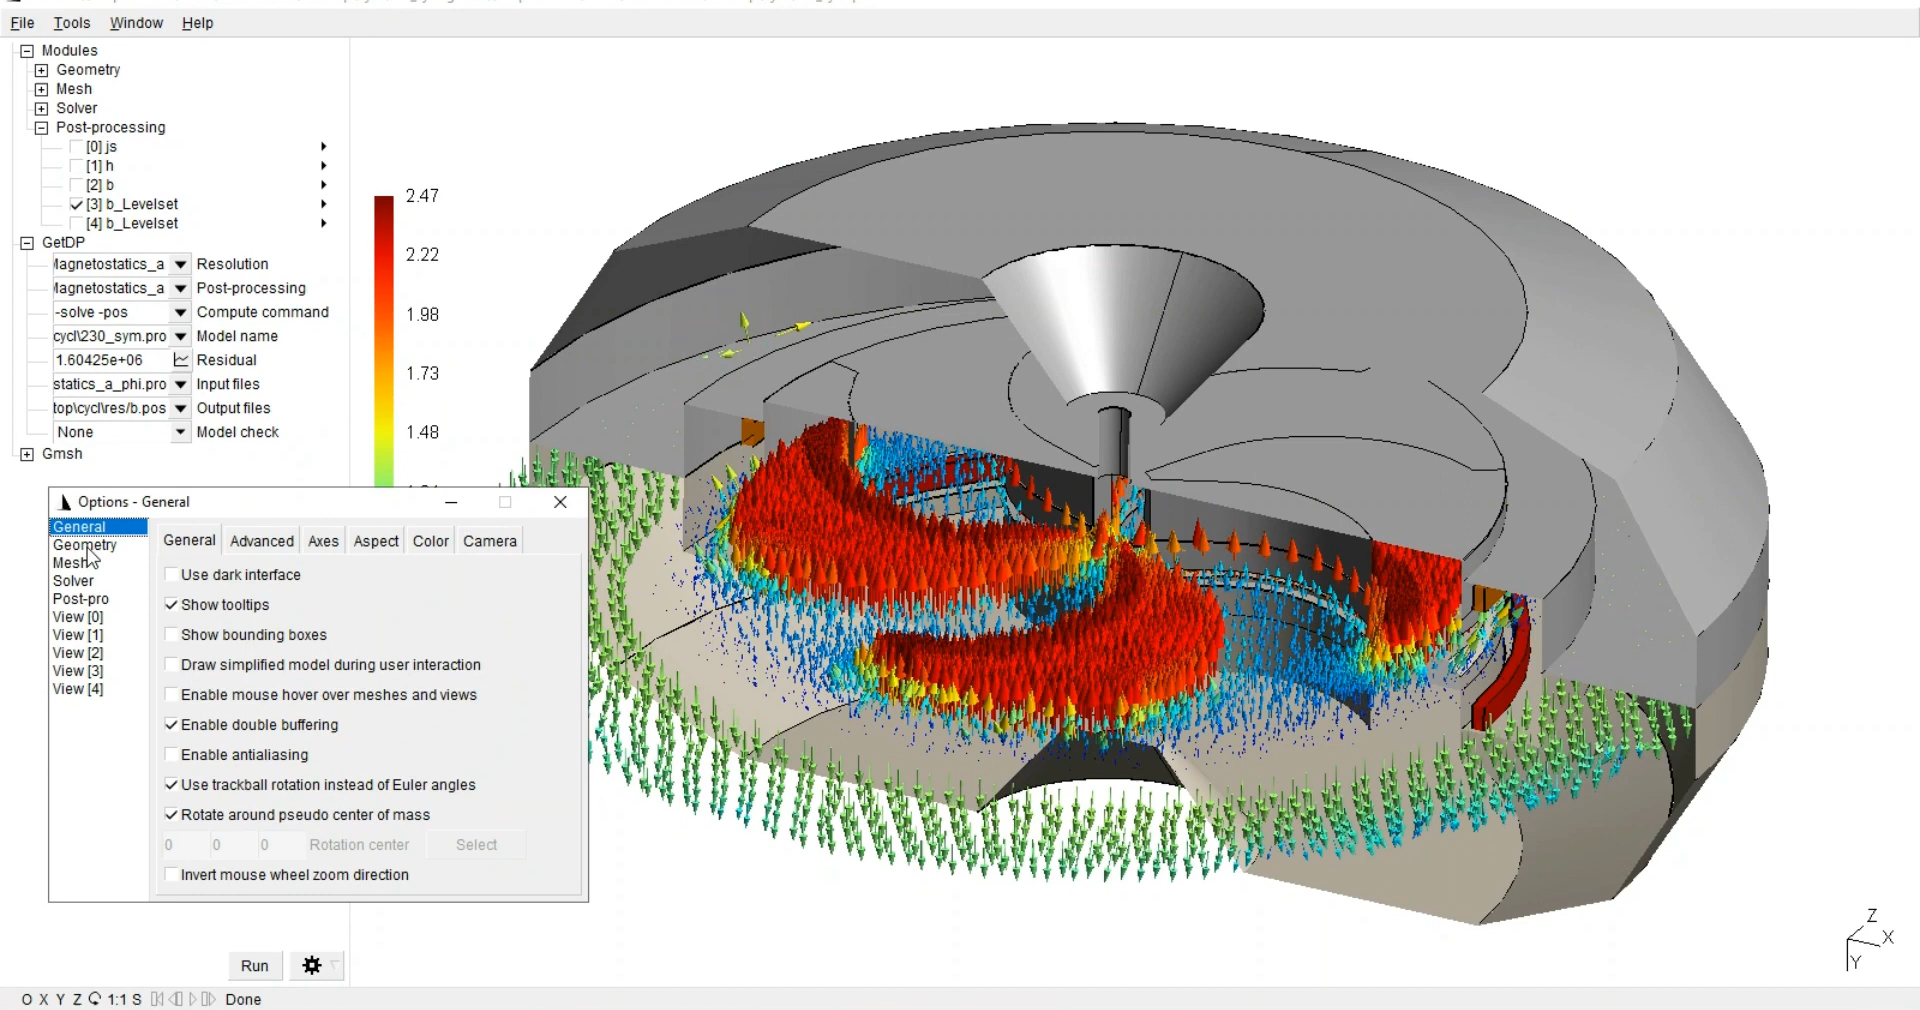 File Tools Window Help
Modules
Geometry
Mesh
Solver
Post-processing
[0] js
[1] h
[2] b
[3] b_Levelset
[4] b_Levelset
GetDP
Magnetostatics_a Resolution
Magnetostatics_a Post-processing
-solve -pos Compute command
cycl\230_sym.pro Model name
1.60425e+06 Residual
statics_a_phi.pro Input files
top\cycl\res/b.pos Output files
None Model check
Gmsh
2.47
2.22
1.98
1.73
1.48
Options - General
General
Geometry
Mesh
Solver
Post-pro
View [0]
View [1]
View [2]
View [3]
View [4]
General Advanced Axes Aspect Color Camera
Use dark interface
Show tooltips
Show bounding boxes
Draw simplified model during user interaction
Enable mouse hover over meshes and views
Enable double buffering
Enable antialiasing
Use trackball rotation instead of Euler angles
Rotate around pseudo center of mass
0 0 0 Rotation center Select
Invert mouse wheel zoom direction
Run
Z
X
Y
O X Y Z 1:1 S Done